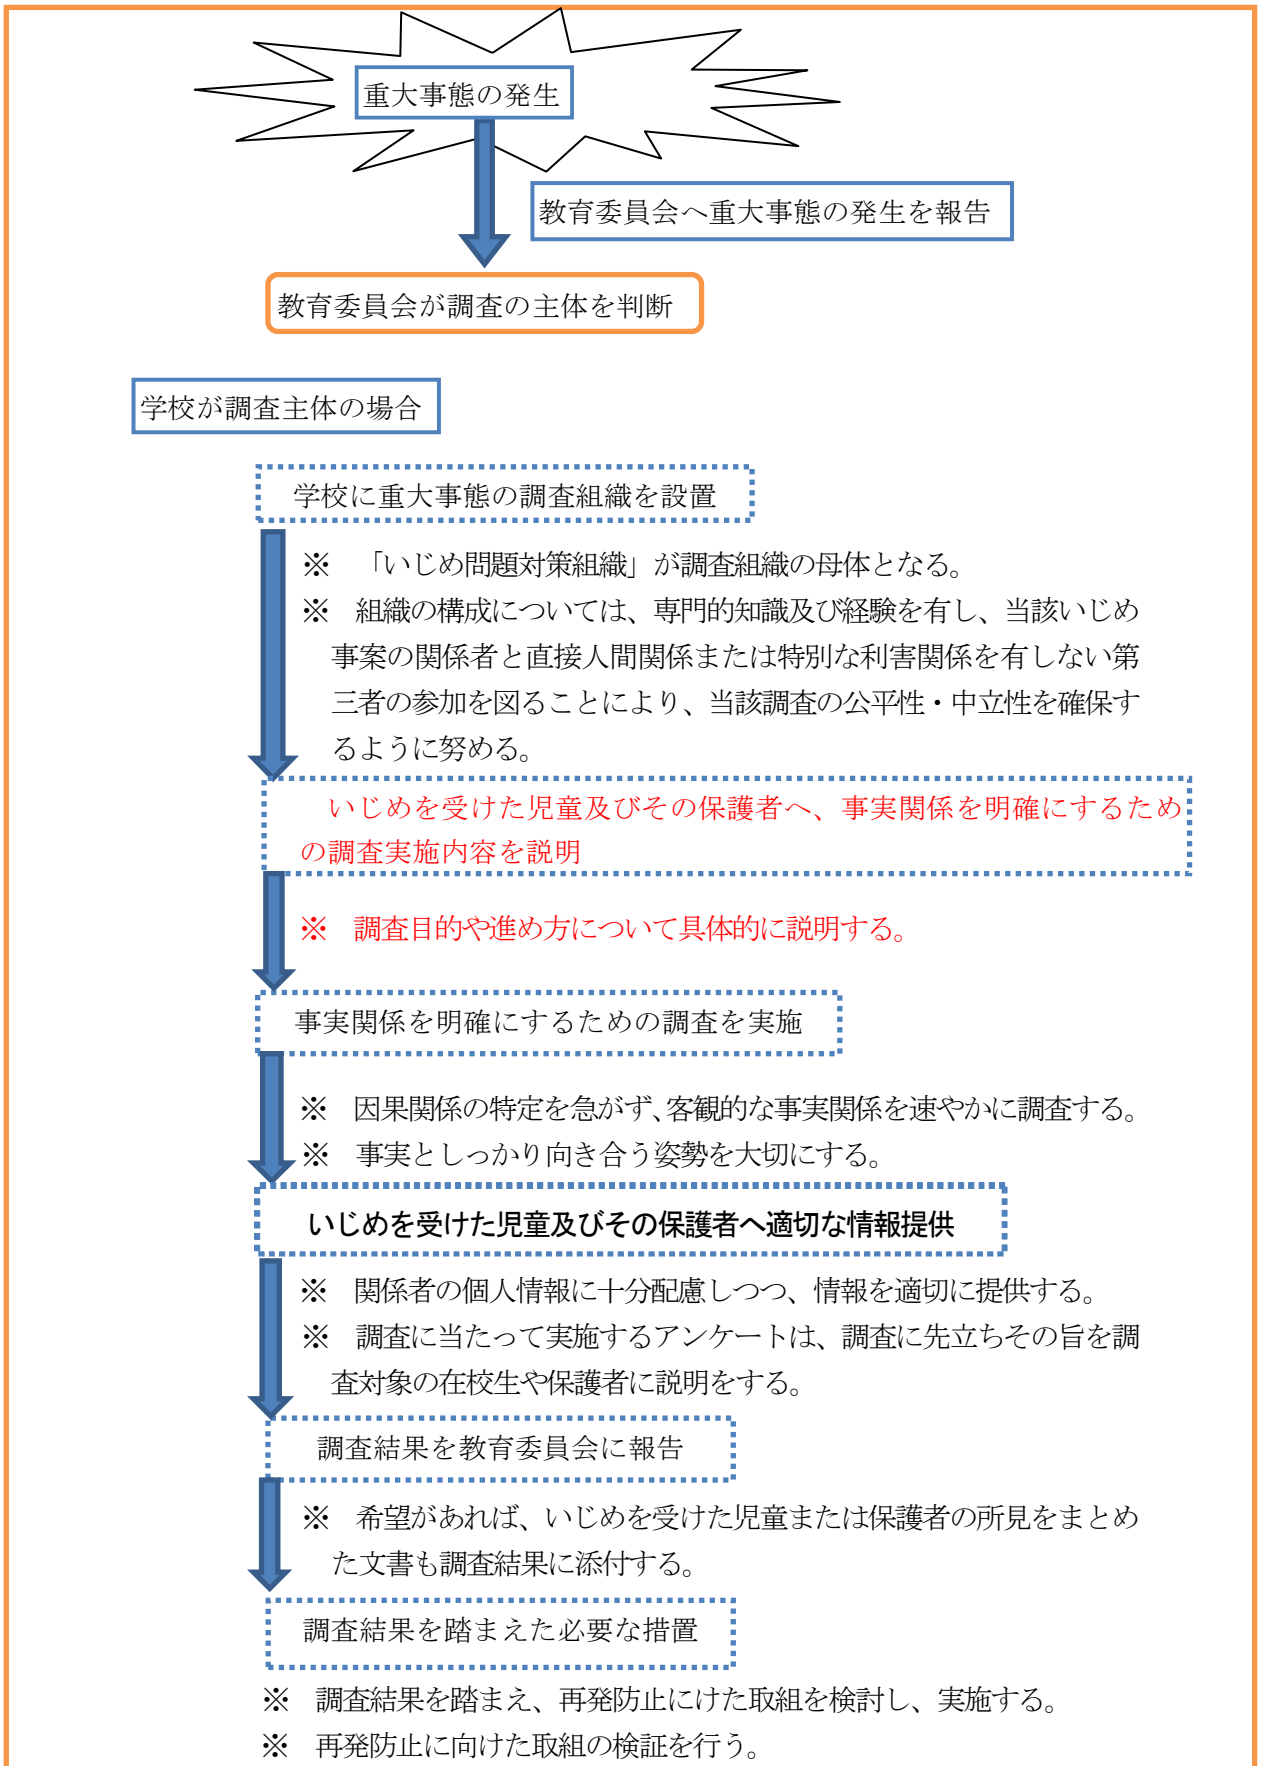 重大事態の発生
教育委員会へ重大事態の発生を報告
教育委員会が調査の主体を判断
学校が調査主体の場合
学校に重大事態の調査組織を設置
※　「いじめ問題対策組織」が調査組織の母体となる。
※　組織の構成については、専門的知識及び経験を有し、当該いじめ
事案の関係者と直接人間関係または特別な利害関係を有しない第
三者の参加を図ることにより、当該調査の公平性・中立性を確保す
るように努める。
いじめを受けた児童及びその保護者へ、事実関係を明確にするため
の調査実施内容を説明
※　調査目的や進め方について具体的に説明する。
事実関係を明確にするための調査を実施
※　因果関係の特定を急がず、客観的な事実関係を速やかに調査する。
※　事実としっかり向き合う姿勢を大切にする。
いじめを受けた児童及びその保護者へ適切な情報提供
※　関係者の個人情報に十分配慮しつつ、情報を適切に提供する。
※　調査に当たって実施するアンケートは、調査に先立ちその旨を調
査対象の在校生や保護者に説明をする。
調査結果を教育委員会に報告
※　希望があれば、いじめを受けた児童または保護者の所見をまとめ
た文書も調査結果に添付する。
調査結果を踏まえた必要な措置
※　調査結果を踏まえ、再発防止にけた取組を検討し、実施する。
※　再発防止に向けた取組の検証を行う。